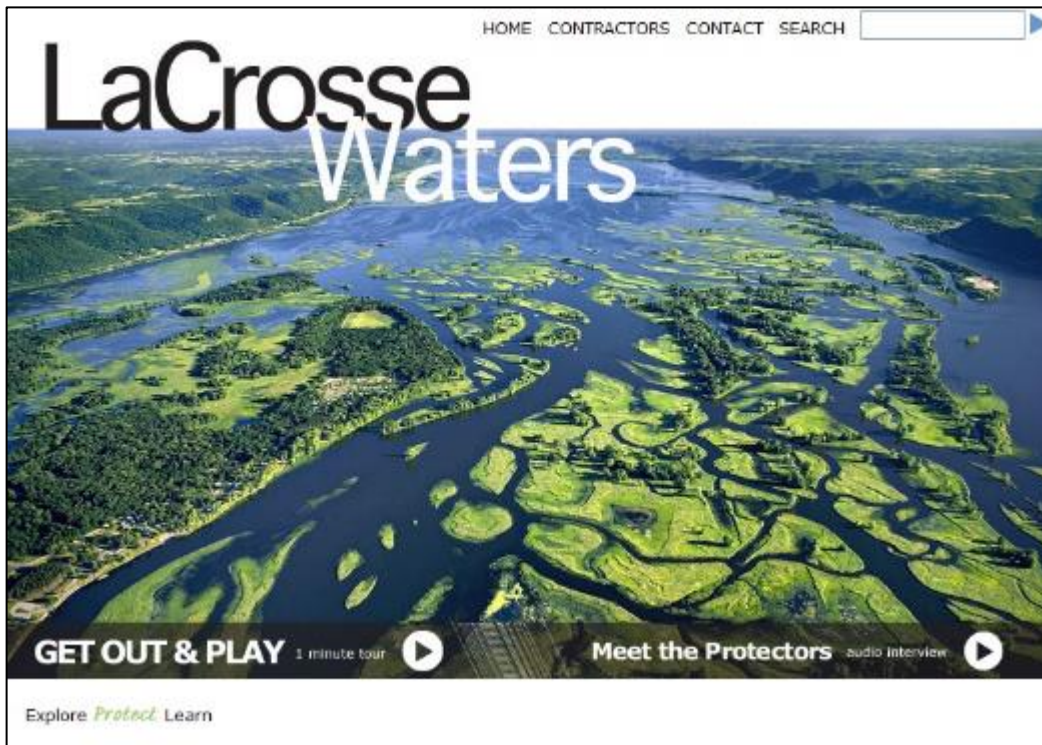 HOME CONTRACTORS CONTACT SEARCH
LaCrosse
Waters
GET OUT & PLAY 1 minute tour Meet the Protectors audio interview
Explore Protect Learn